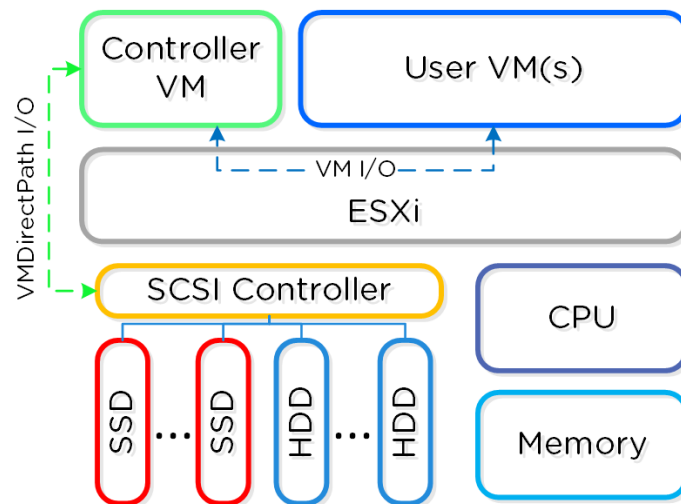 Controller
VM
User VM(s)
VMDirectPath I/O
VM I/O
ESXi
SCSI Controller
CPU
SSD
...
SSD
HDD
...
HDD
Memory